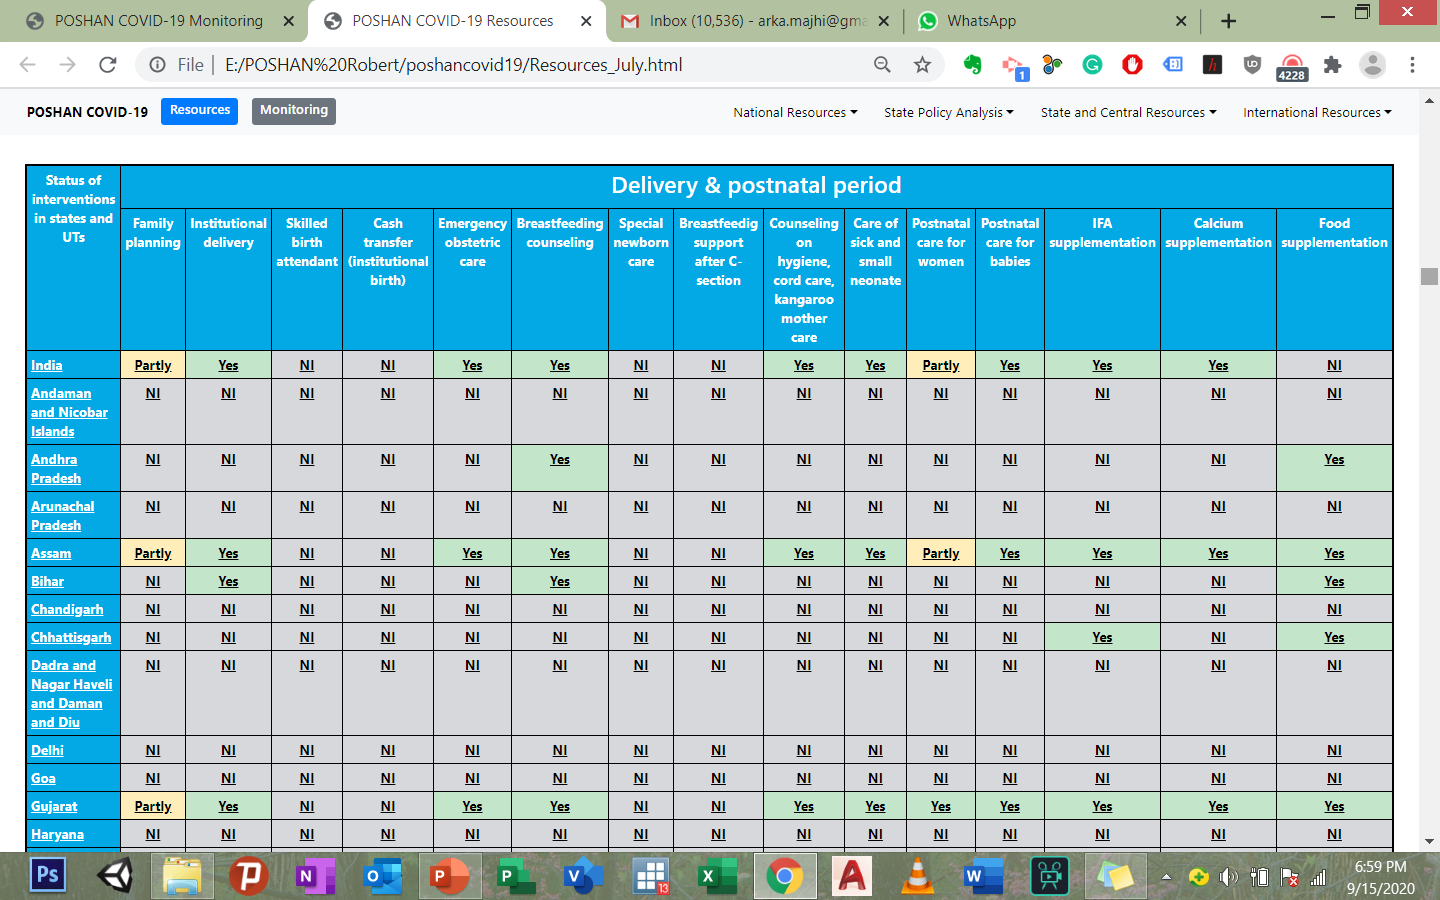 POSHAN COVID-19 Monitoring
POSHAN COVID-19 Resources
Inbox (10,536) - arka.majhi@gma
WhatsApp
File | E:/POSHAN%20Robert/poshancovid19/Resources_July.html
1
4228
POSHAN COVID-19 Resources Monitoring National Resources State Policy Analysis State and Central Resources International Resources
Status of interventions in states and UTs
Delivery & postnatal period
Family planning
Institutional delivery
Skilled birth attendant
Cash transfer (institutional birth)
Emergency obstetric care
Breastfeeding counseling
Special newborn care
Breastfeedig support after C-section
Counseling on hygiene, cord care, kangaroo mother care
Care of sick and small neonate
Postnatal care for women
Postnatal care for babies
IFA supplementation
Calcium supplementation
Food supplementation
India Partly Yes NI NI Yes Yes NI NI Yes Yes Partly Yes Yes Yes NI
Andaman and Nicobar Islands NI NI NI NI NI NI NI NI NI NI NI NI NI NI NI
Andhra Pradesh NI NI NI NI NI Yes NI NI NI NI NI NI NI NI Yes
Arunachal Pradesh NI NI NI NI NI NI NI NI NI NI NI NI NI NI NI
Assam Partly Yes NI NI Yes Yes NI NI Yes Yes Partly Yes Yes Yes Yes
Bihar NI Yes NI NI NI Yes NI NI NI NI NI NI NI NI Yes
Chandigarh NI NI NI NI NI NI NI NI NI NI NI NI NI NI NI
Chhattisgarh NI NI NI NI NI NI NI NI NI NI NI NI Yes NI Yes
Dadra and Nagar Haveli and Daman and Diu NI NI NI NI NI NI NI NI NI NI NI NI NI NI NI
Delhi NI NI NI NI NI NI NI NI NI NI NI NI NI NI NI
Goa NI NI NI NI NI NI NI NI NI NI NI NI NI NI NI
Gujarat Partly Yes NI NI Yes Yes NI NI Yes Yes Yes Yes Yes Yes Yes
Haryana NI NI NI NI NI NI NI NI NI NI NI NI NI NI NI
Ps
13
6:59 PM
9/15/2020